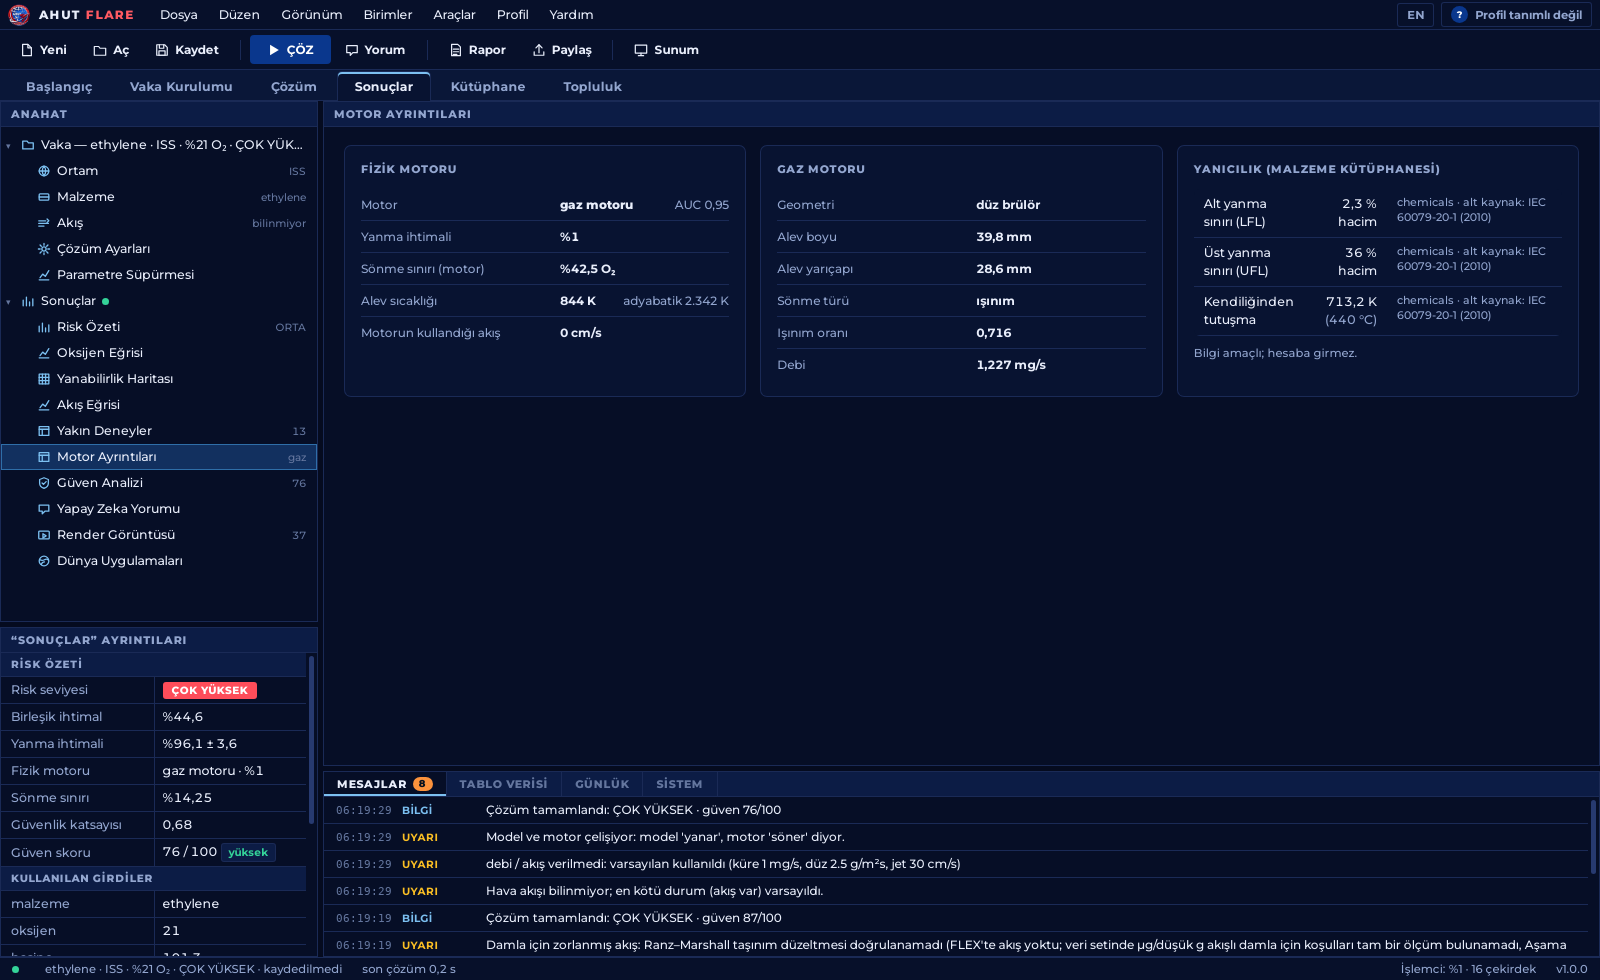 AHUT FLARE Dosya Düzen Görünüm Birimler Araçlar Profil Yardım EN ? Profil tanımlı değil
Yeni Aç Kaydet ÇÖZ Yorum Rapor Paylaş Sunum
Başlangıç Vaka Kurulumu Çözüm Sonuçlar Kütüphane Topluluk
ANAHAT
Vaka — ethylene · ISS · %21 O₂ · ÇOK YÜK...
Ortam ISS
Malzeme ethylene
Akış bilinmiyor
Çözüm Ayarları
Parametre Süpürmesi
Sonuçlar
Risk Özeti ORTA
Oksijen Eğrisi
Yanabilirlik Haritası
Akış Eğrisi
Yakın Deneyler 13
Motor Ayrıntıları gaz
Güven Analizi 76
Yapay Zeka Yorumu
Render Görüntüsü 37
Dünya Uygulamaları
"SONUÇLAR" AYRINTILARI
RİSK ÖZETİ
Risk seviyesi ÇOK YÜKSEK
Birleşik ihtimal %44,6
Yanma ihtimali %96,1 ± 3,6
Fizik motoru gaz motoru · %1
Sönme sınırı %14,25
Güvenlik katsayısı 0,68
Güven skoru 76 / 100 yüksek
KULLANILAN GİRDİLER
malzeme ethylene
oksijen 21
MOTOR AYRINTILARI
FİZİK MOTORU
Motor gaz motoru AUC 0,95
Yanma ihtimali %1
Sönme sınırı (motor) %42,5 O₂
Alev sıcaklığı 844 K adyabatik 2.342 K
Motorun kullandığı akış 0 cm/s
GAZ MOTORU
Geometri düz brülör
Alev boyu 39,8 mm
Alev yarıçapı 28,6 mm
Sönme türü ışınım
Işınım oranı 0,716
Debi 1,227 mg/s
YANICILIK (MALZEME KÜTÜPHANESİ)
Alt yanma 2,3 % chemicals · alt kaynak: IEC
sınırı (LFL) hacim 60079-20-1 (2010)
Üst yanma 36 % chemicals · alt kaynak: IEC
sınırı (UFL) hacim 60079-20-1 (2010)
Kendiliğinden 713,2 K chemicals · alt kaynak: IEC
tutuşma (440 °C) 60079-20-1 (2010)
Bilgi amaçlı; hesaba girmez.
MESAJLAR 8 TABLO VERİSİ GÜNLÜK SİSTEM
06:19:29 BİLGİ Çözüm tamamlandı: ÇOK YÜKSEK · güven 76/100
06:19:29 UYARI Model ve motor çelişiyor: model 'yanar', motor 'söner' diyor.
06:19:29 UYARI debi / akış verilmedi: varsayılan kullanıldı (küre 1 mg/s, düz 2.5 g/m²s, jet 30 cm/s)
06:19:29 UYARI Hava akışı bilinmiyor; en kötü durum (akış var) varsayıldı.
06:19:19 BİLGİ Çözüm tamamlandı: ÇOK YÜKSEK · güven 87/100
06:19:19 UYARI Damla için zorlanmış akış: Ranz–Marshall taşınım düzeltmesi doğrulanamadı (FLEX'te akış yoktu; veri setinde µg/düşük g akışlı damla için koşulları tam bir ölçüm bulunamadı, Aşama
ethylene · ISS · %21 O₂ · ÇOK YÜKSEK · kaydedilmedi son çözüm 0,2 s İşlemci: %1 · 16 çekirdek v1.0.0